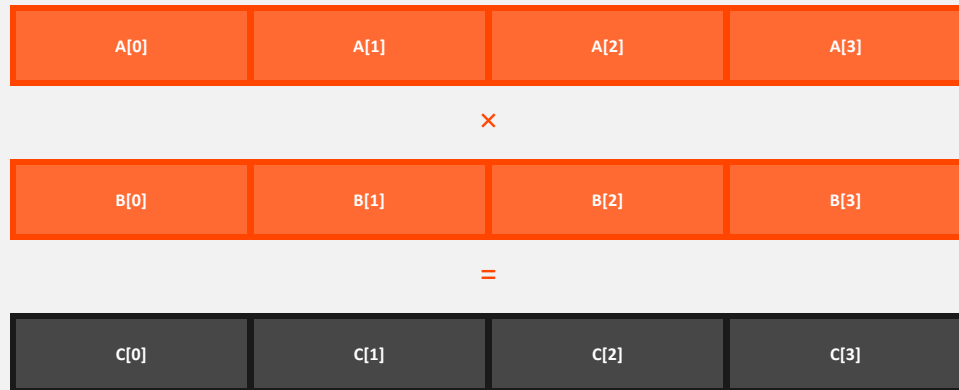 A[0] A[1] A[2] A[3]
×
B[0] B[1] B[2] B[3]
=
C[0] C[1] C[2] C[3]